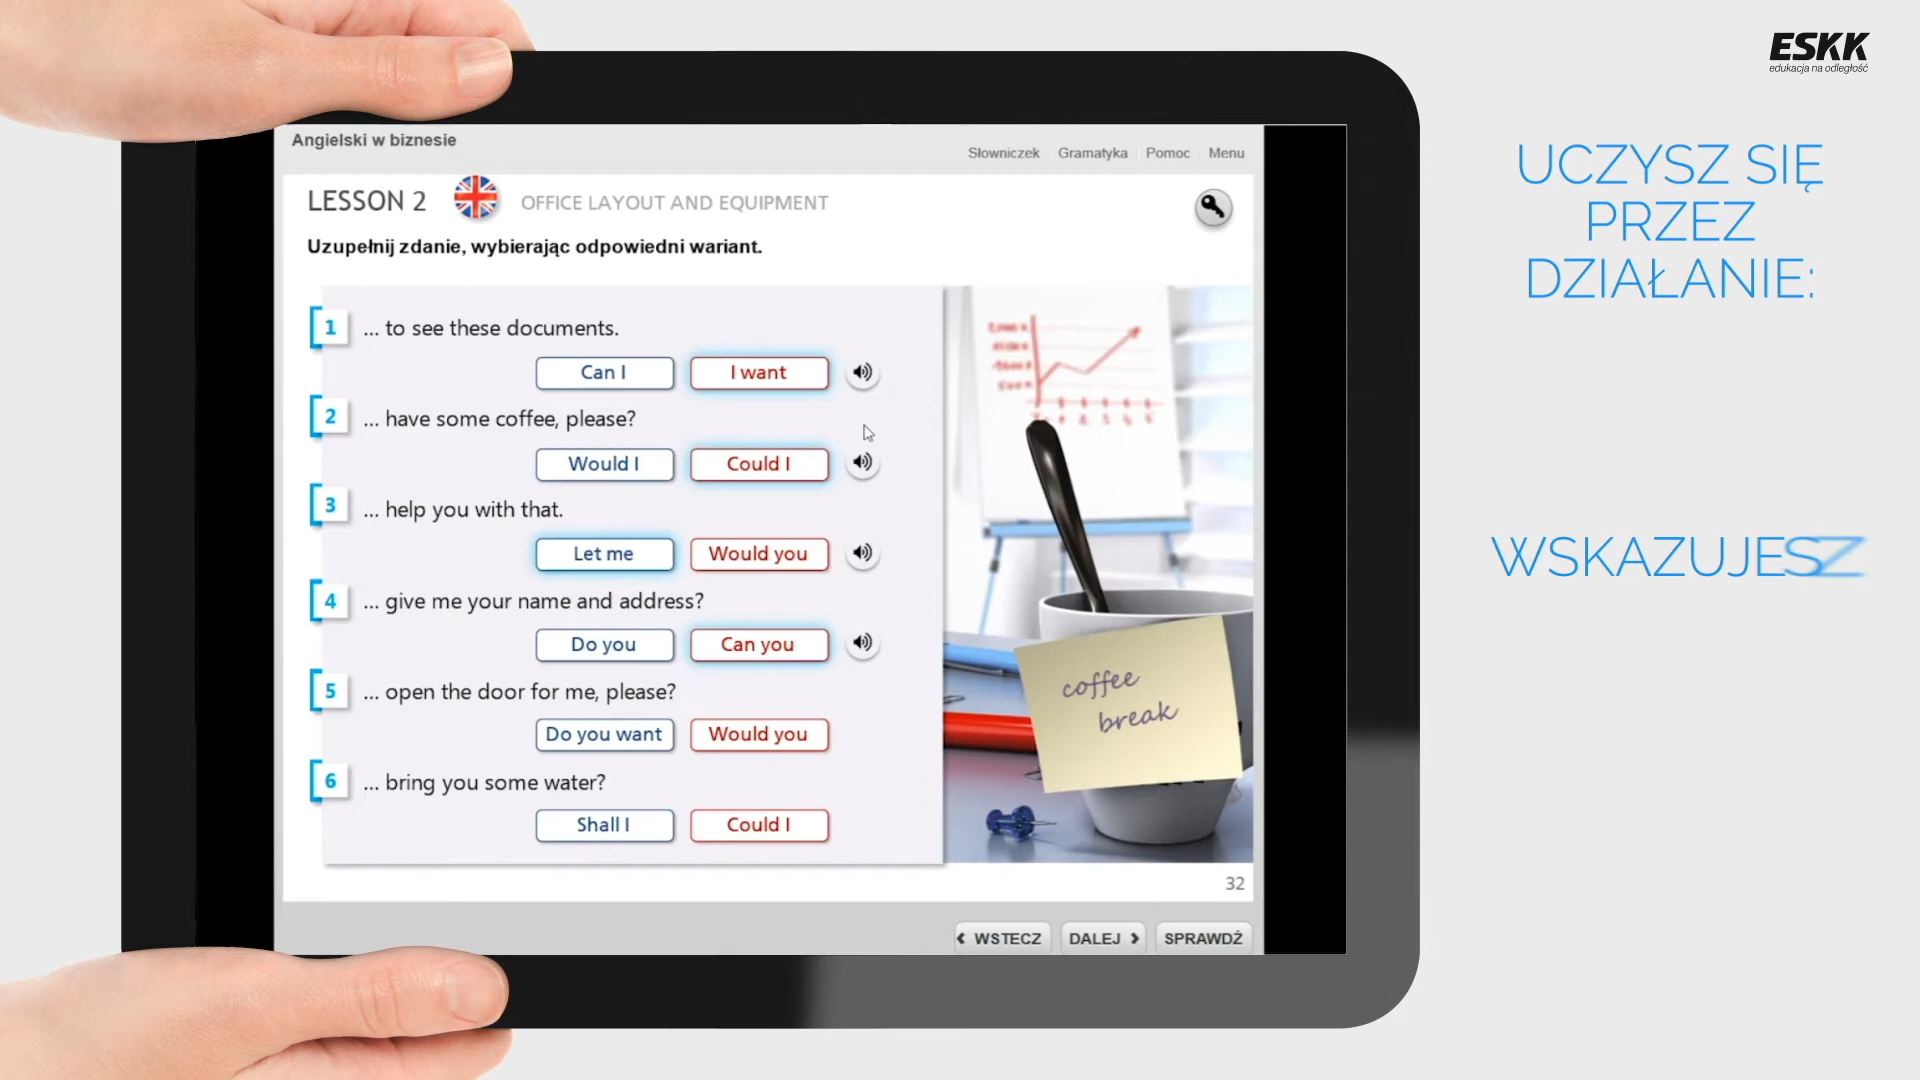 ESKK
edukacja na odległość
UCZYSZ SIĘ
PRZEZ
DZIAŁANIE:
WSKAZUJESZ
Angielski w biznesie
Słowniczek Gramatyka Pomoc Menu
LESSON 2 OFFICE LAYOUT AND EQUIPMENT
Uzupełnij zdanie, wybierając odpowiedni wariant.
1 ... to see these documents.
Can I I want
2 ... have some coffee, please?
Would I Could I
3 ... help you with that.
Let me Would you
4 ... give me your name and address?
Do you Can you
5 ... open the door for me, please?
Do you want Would you
6 ... bring you some water?
Shall I Could I
coffee
break
32
WSTECZ DALEJ SPRAWDŹ